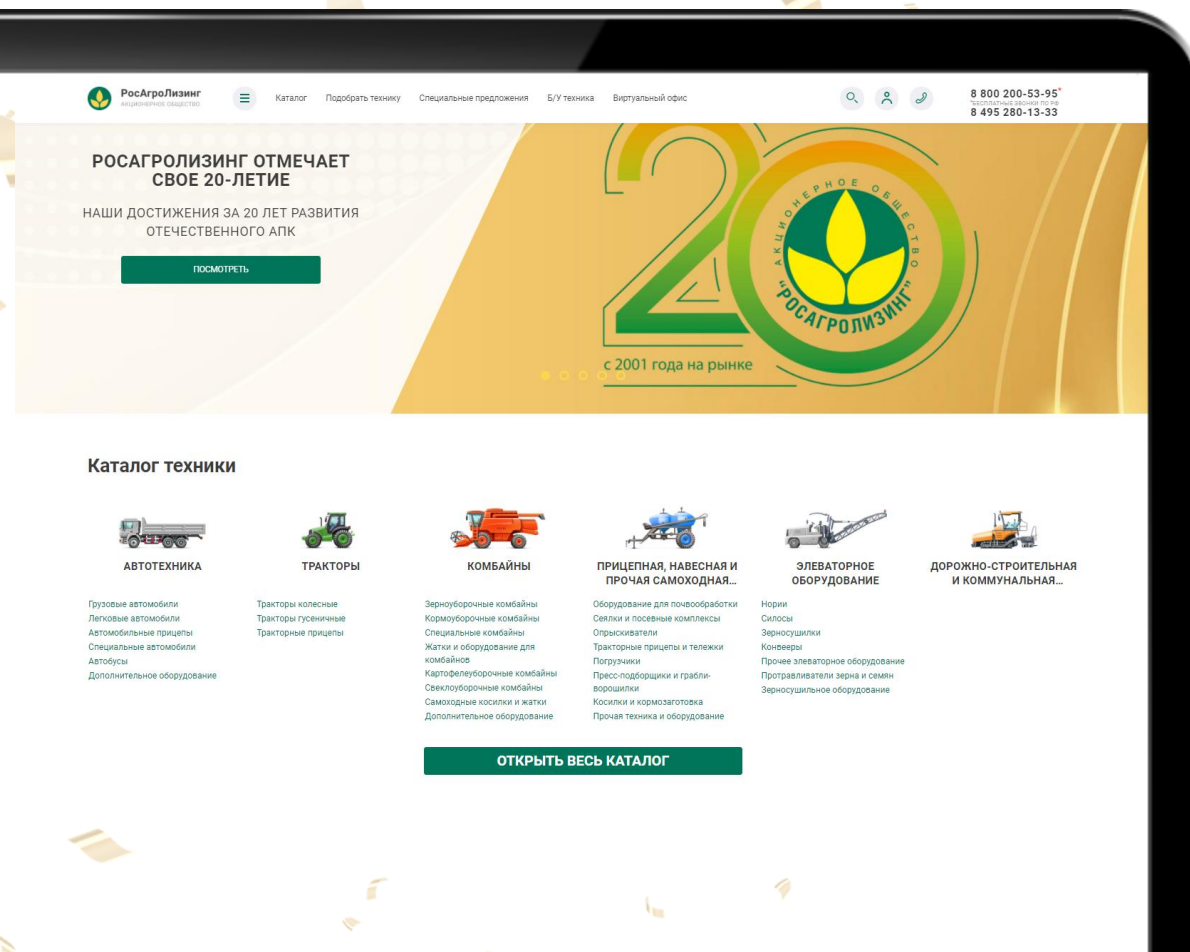 РосАгроЛизинг
АКЦИОНЕРНОЕ ОБЩЕСТВО
Каталог
Подобрать технику
Специальные предложения
Б/У техника
Виртуальный офис
8 800 200-53-95*
*БЕСПЛАТНЫЕ ЗВОНКИ ПО РФ
8 495 280-13-33
РОСАГРОЛИЗИНГ ОТМЕЧАЕТ
СВОЕ 20-ЛЕТИЕ
НАШИ ДОСТИЖЕНИЯ ЗА 20 ЛЕТ РАЗВИТИЯ
ОТЕЧЕСТВЕННОГО АПК
ПОСМОТРЕТЬ
20
АКЦИОНЕРНОЕ ОБЩЕСТВО
"РОСАГРОЛИЗИНГ"
с 2001 года на рынке
Каталог техники
АВТОТЕХНИКА
Грузовые автомобили
Легковые автомобили
Автомобильные прицепы
Специальные автомобили
Автобусы
Дополнительное оборудование
ТРАКТОРЫ
Тракторы колесные
Тракторы гусеничные
Тракторные прицепы
КОМБАЙНЫ
Зерноуборочные комбайны
Кормоуборочные комбайны
Специальные комбайны
Жатки и оборудование для
комбайнов
Картофелеуборочные комбайны
Свеклоуборочные комбайны
Самоходные косилки и жатки
Дополнительное оборудование
ПРИЦЕПНАЯ, НАВЕСНАЯ И
ПРОЧАЯ САМОХОДНАЯ...
Оборудование для почвообработки
Сеялки и посевные комплексы
Опрыскиватели
Тракторные прицепы и тележки
Погрузчики
Пресс-подборщики и грабли-
ворошилки
Косилки и кормозаготовка
Прочая техника и оборудование
ЭЛЕВАТОРНОЕ
ОБОРУДОВАНИЕ
Нории
Силосы
Зерносушилки
Конвееры
Прочее элеваторное оборудование
Протравливатели зерна и семян
Зерносушильное оборудование
ДОРОЖНО-СТРОИТЕЛЬНАЯ
И КОММУНАЛЬНАЯ...
ОТКРЫТЬ ВЕСЬ КАТАЛОГ